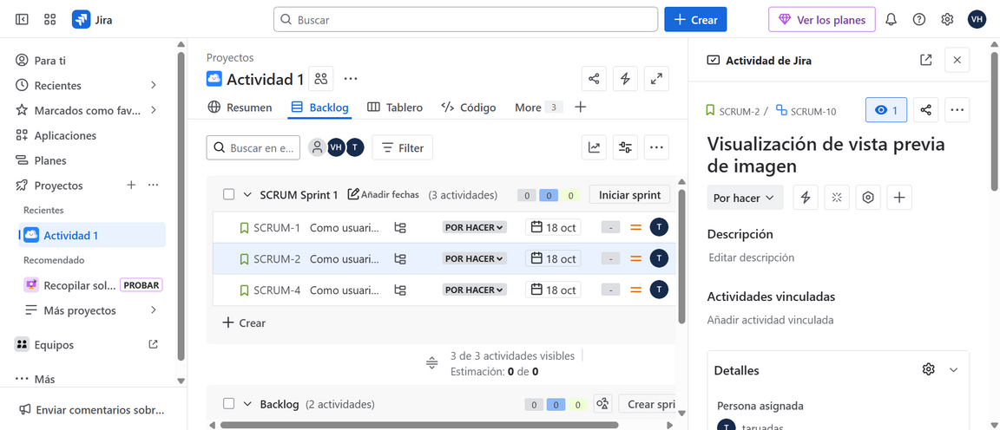 Jira
Buscar
Crear
Ver los planes
VH
Para ti
Recientes
Marcados como fav...
Aplicaciones
Planes
Proyectos
Recientes
Actividad 1
Recomendado
Recopilar sol... PROBAR
Más proyectos
Equipos
Más
Enviar comentarios sobr...
Proyectos
Actividad 1
Resumen Backlog Tablero Código More 3
Buscar en e... VH T Filter
SCRUM Sprint 1 Añadir fechas (3 actividades) 0 0 0 Iniciar sprint
SCRUM-1 Como usuari... POR HACER 18 oct - T
SCRUM-2 Como usuari... POR HACER 18 oct - T
SCRUM-4 Como usuari... POR HACER 18 oct - T
Crear
3 de 3 actividades visibles
Estimación: 0 de 0
Backlog (2 actividades) 0 0 0 Crear spri
Actividad de Jira
SCRUM-2 / SCRUM-10 1
Visualización de vista previa
de imagen
Por hacer
Descripción
Editar descripción
Actividades vinculadas
Añadir actividad vinculada
Detalles
Persona asignada
T taruadas